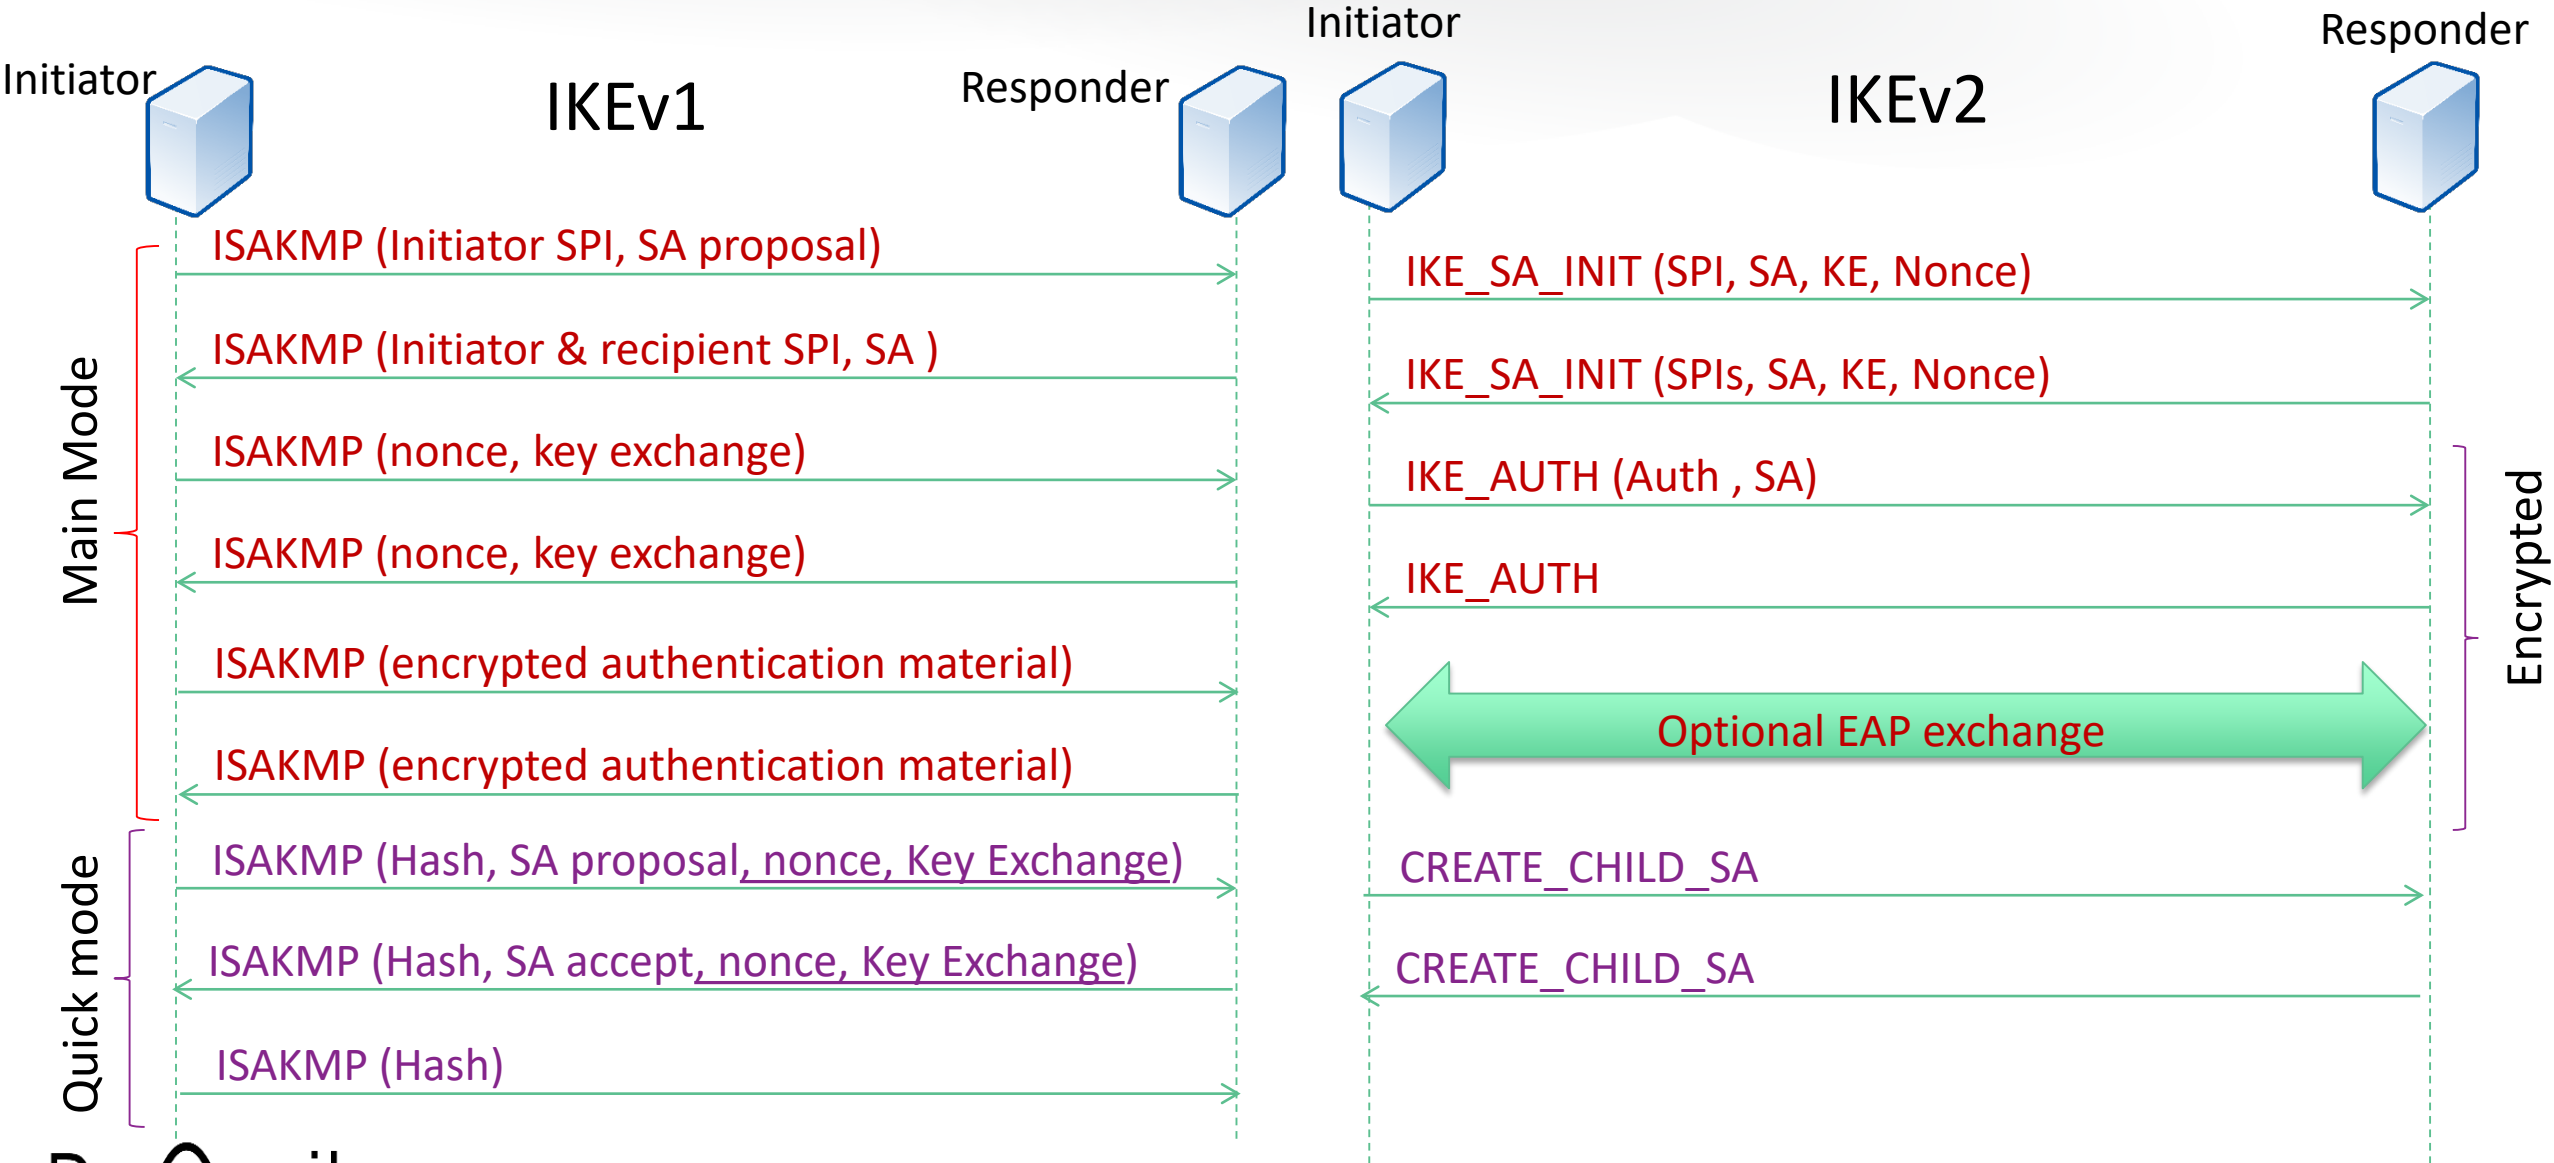 Initiator
IKEv1
Responder
Main Mode
ISAKMP (Initiator SPI, SA proposal)
ISAKMP (Initiator & recipient SPI, SA )
ISAKMP (nonce, key exchange)
ISAKMP (nonce, key exchange)
ISAKMP (encrypted authentication material)
ISAKMP (encrypted authentication material)
Quick mode
ISAKMP (Hash, SA proposal, nonce, Key Exchange)
ISAKMP (Hash, SA accept, nonce, Key Exchange)
ISAKMP (Hash)
Initiator
IKEv2
Responder
IKE_SA_INIT (SPI, SA, KE, Nonce)
IKE_SA_INIT (SPIs, SA, KE, Nonce)
IKE_AUTH (Auth , SA)
IKE_AUTH
Optional EAP exchange
Encrypted
CREATE_CHILD_SA
CREATE_CHILD_SA